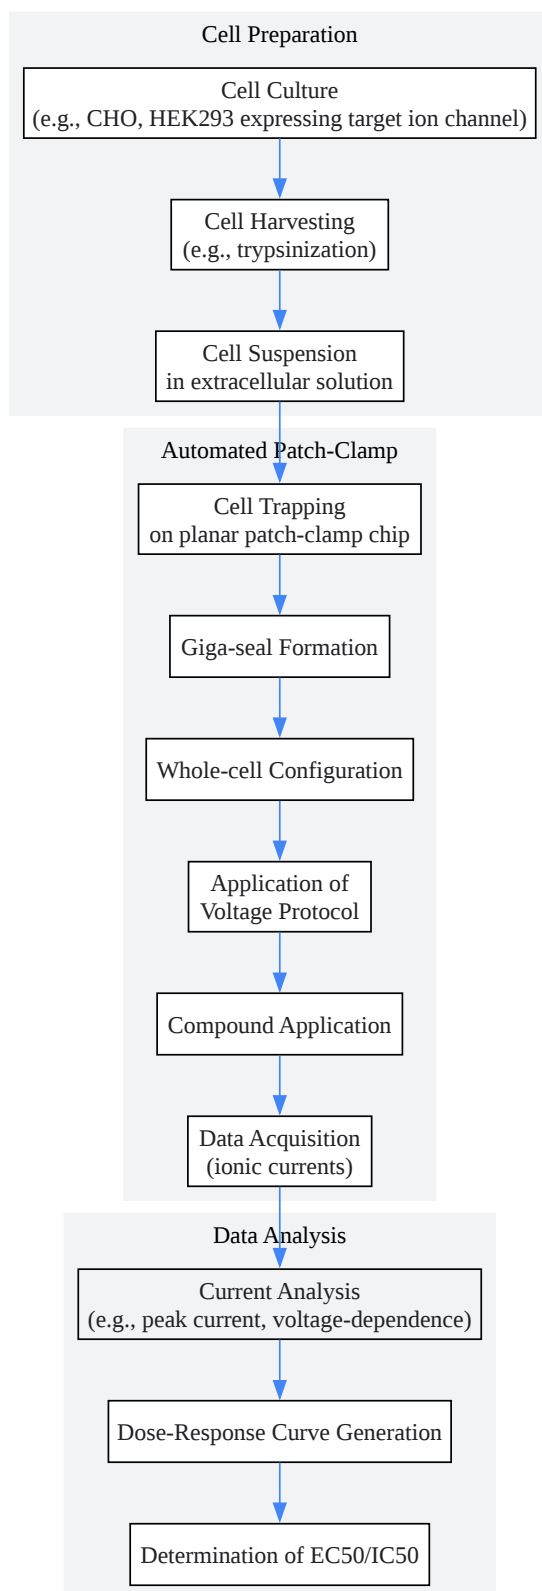 Cell Preparation
Cell Culture
(e.g., CHO, HEK293 expressing target ion channel)
Cell Harvesting
(e.g., trypsinization)
Cell Suspension
in extracellular solution
Automated Patch-Clamp
Cell Trapping
on planar patch-clamp chip
Giga-seal Formation
Whole-cell Configuration
Application of
Voltage Protocol
Compound Application
Data Acquisition
(ionic currents)
Data Analysis
Current Analysis
(e.g., peak current, voltage-dependence)
Dose-Response Curve Generation
Determination of EC50/IC50